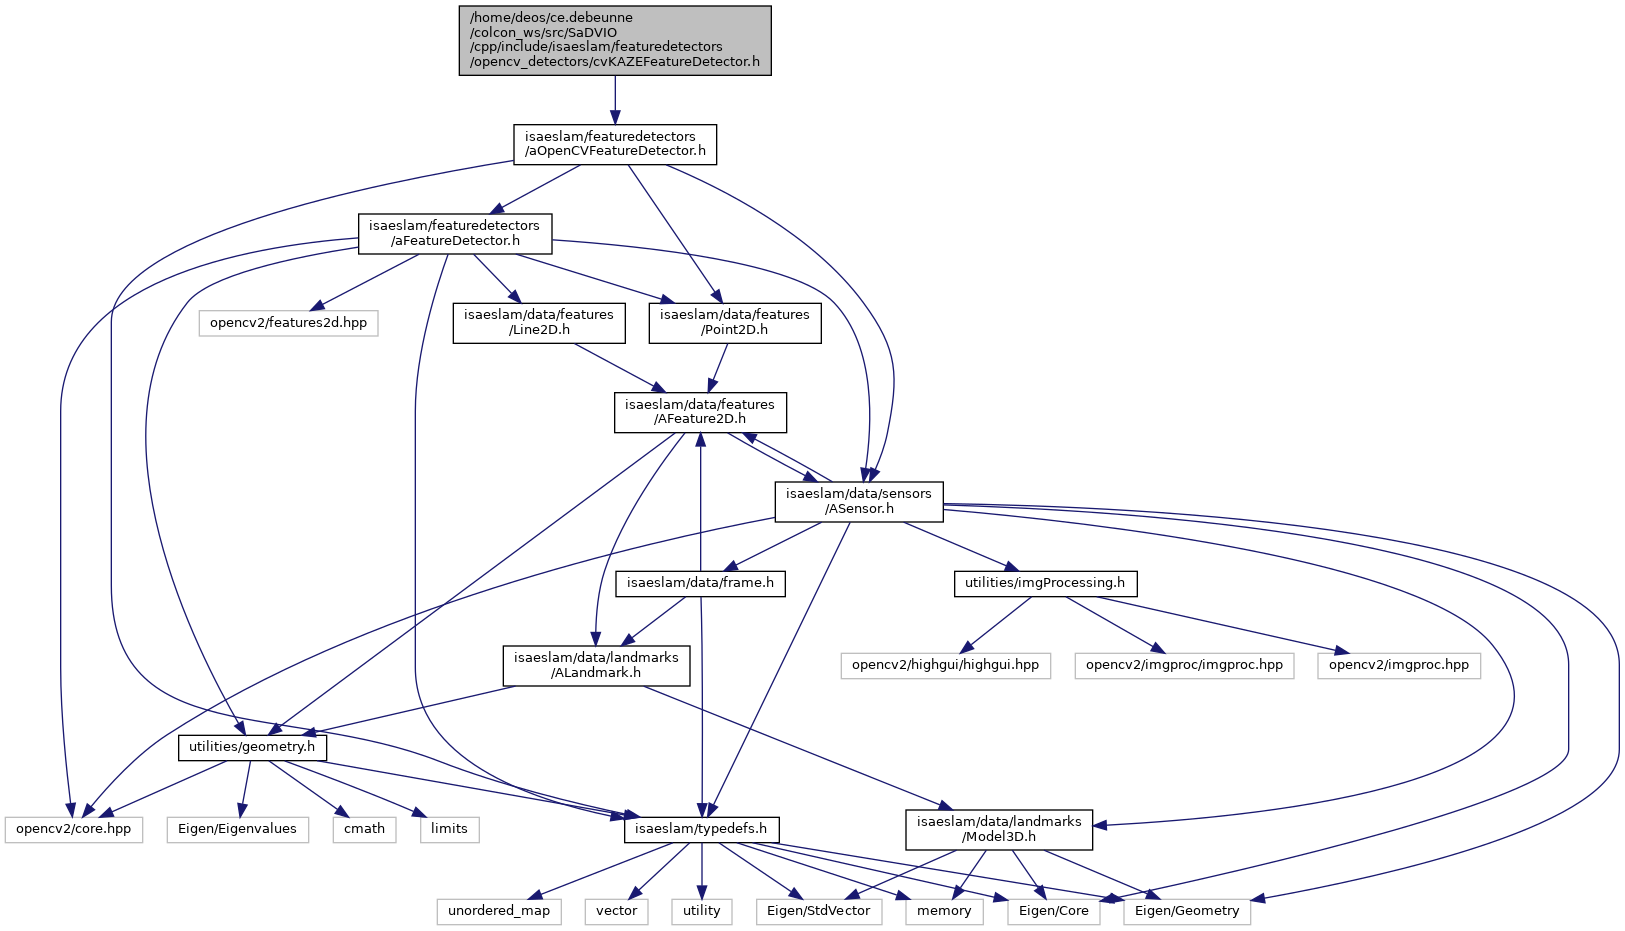 /home/deos/ce.debeunne
/colcon_ws/src/SaDVIO
/cpp/include/isaeslam/featuredetectors
/opencv_detectors/cvKAZEFeatureDetector.h
isaeslam/featuredetectors
/aOpenCVFeatureDetector.h
isaeslam/featuredetectors
/aFeatureDetector.h
opencv2/features2d.hpp
isaeslam/data/features
/Line2D.h
isaeslam/data/features
/Point2D.h
isaeslam/data/features
/AFeature2D.h
isaeslam/data/sensors
/ASensor.h
isaeslam/data/frame.h
utilities/imgProcessing.h
isaeslam/data/landmarks
/ALandmark.h
opencv2/highgui/highgui.hpp
opencv2/imgproc/imgproc.hpp
opencv2/imgproc.hpp
utilities/geometry.h
opencv2/core.hpp
Eigen/Eigenvalues
cmath
limits
isaeslam/typedefs.h
isaeslam/data/landmarks
/Model3D.h
unordered_map
vector
utility
Eigen/StdVector
memory
Eigen/Core
Eigen/Geometry